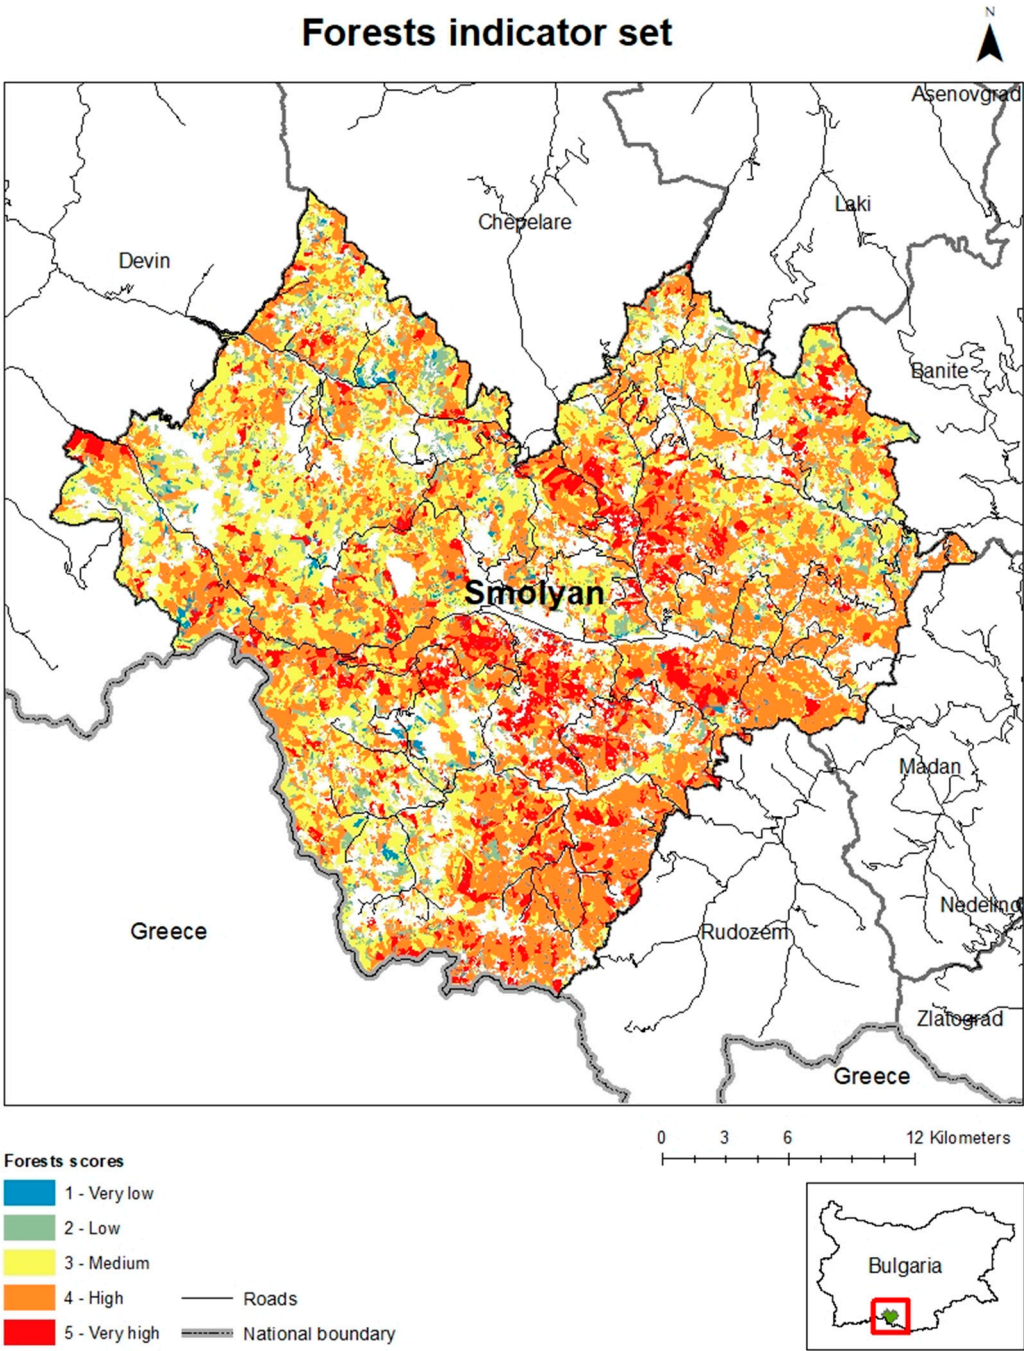 Forests indicator set
N
Asenovgrad
Laki
Chepelare
Devin
Banite
Smolyan
Madan
Nedelino
Greece
Rudozem
Zlatograd
Greece
0 3 6 12 Kilometers
Forests scores
1 - Very low
2 - Low
3 - Medium
4 - High
5 - Very high
Roads
National boundary
Bulgaria